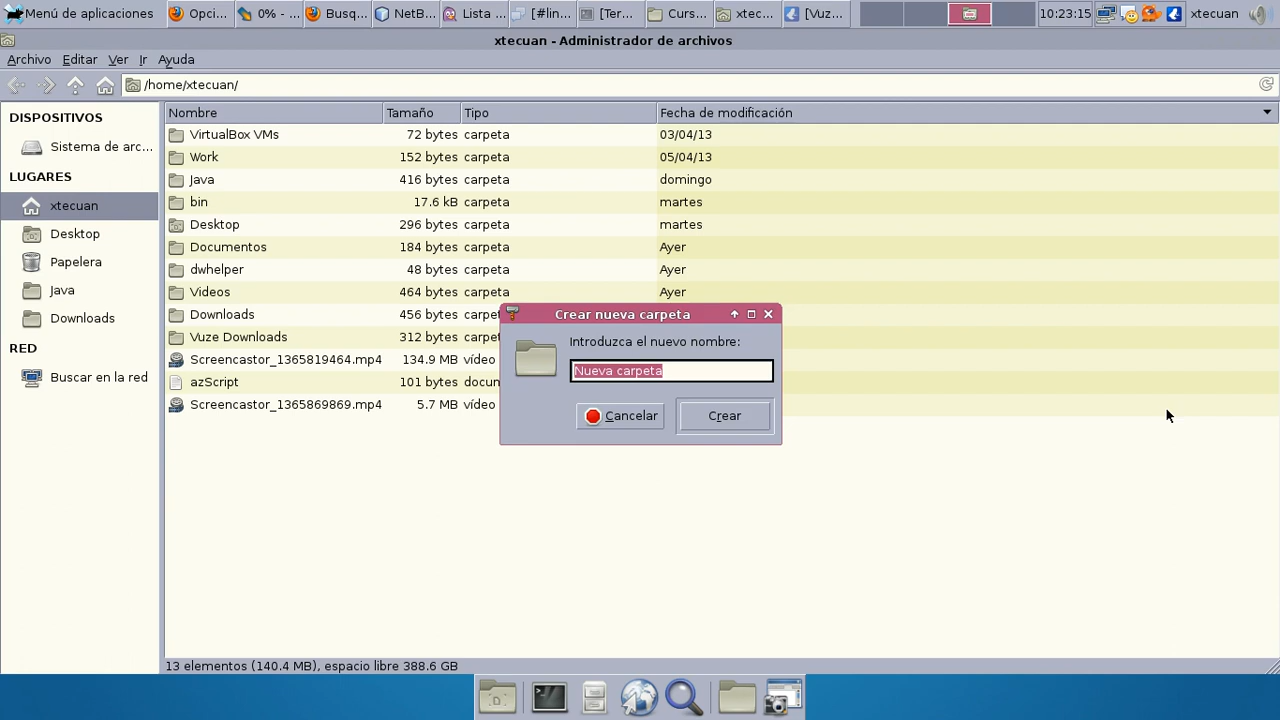 Menú de aplicaciones Opci... 0% - ... Busq... NetB... Lista ... [#lin... [Ter... Curs... xtec... [Vuz... 10:23:15 xtecuan
xtecuan - Administrador de archivos
Archivo Editar Ver Ir Ayuda
/home/xtecuan/
DISPOSITIVOS
Sistema de arc...
LUGARES
xtecuan
Desktop
Papelera
Java
Downloads
RED
Buscar en la red
Nombre Tamaño Tipo Fecha de modificación
VirtualBox VMs 72 bytes carpeta 03/04/13
Work 152 bytes carpeta 05/04/13
Java 416 bytes carpeta domingo
bin 17.6 kB carpeta martes
Desktop 296 bytes carpeta martes
Documentos 184 bytes carpeta Ayer
dwhelper 48 bytes carpeta Ayer
Videos 464 bytes carpeta Ayer
Downloads 456 bytes carpet
Vuze Downloads 312 bytes carpet
Screencastor_1365819464.mp4 134.9 MB vídeo
azScript 101 bytes docum
Screencastor_1365869869.mp4 5.7 MB vídeo
Crear nueva carpeta
Introduzca el nuevo nombre:
Nueva carpeta
Cancelar Crear
13 elementos (140.4 MB), espacio libre 388.6 GB